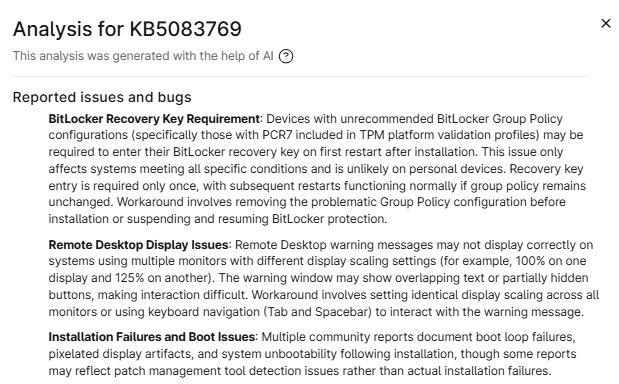 Analysis for KB5083769
This analysis was generated with the help of AI ?
Reported issues and bugs
BitLocker Recovery Key Requirement: Devices with unrecommended BitLocker Group Policy
configurations (specifically those with PCR7 included in TPM platform validation profiles) may be
required to enter their BitLocker recovery key on first restart after installation. This issue only
affects systems meeting all specific conditions and is unlikely on personal devices. Recovery key
entry is required only once, with subsequent restarts functioning normally if group policy remains
unchanged. Workaround involves removing the problematic Group Policy configuration before
installation or suspending and resuming BitLocker protection.
Remote Desktop Display Issues: Remote Desktop warning messages may not display correctly on
systems using multiple monitors with different display scaling settings (for example, 100% on one
display and 125% on another). The warning window may show overlapping text or partially hidden
buttons, making interaction difficult. Workaround involves setting identical display scaling across all
monitors or using keyboard navigation (Tab and Spacebar) to interact with the warning message.
Installation Failures and Boot Issues: Multiple community reports document boot loop failures,
pixelated display artifacts, and system unbootability following installation, though some reports
may reflect patch management tool detection issues rather than actual installation failures.